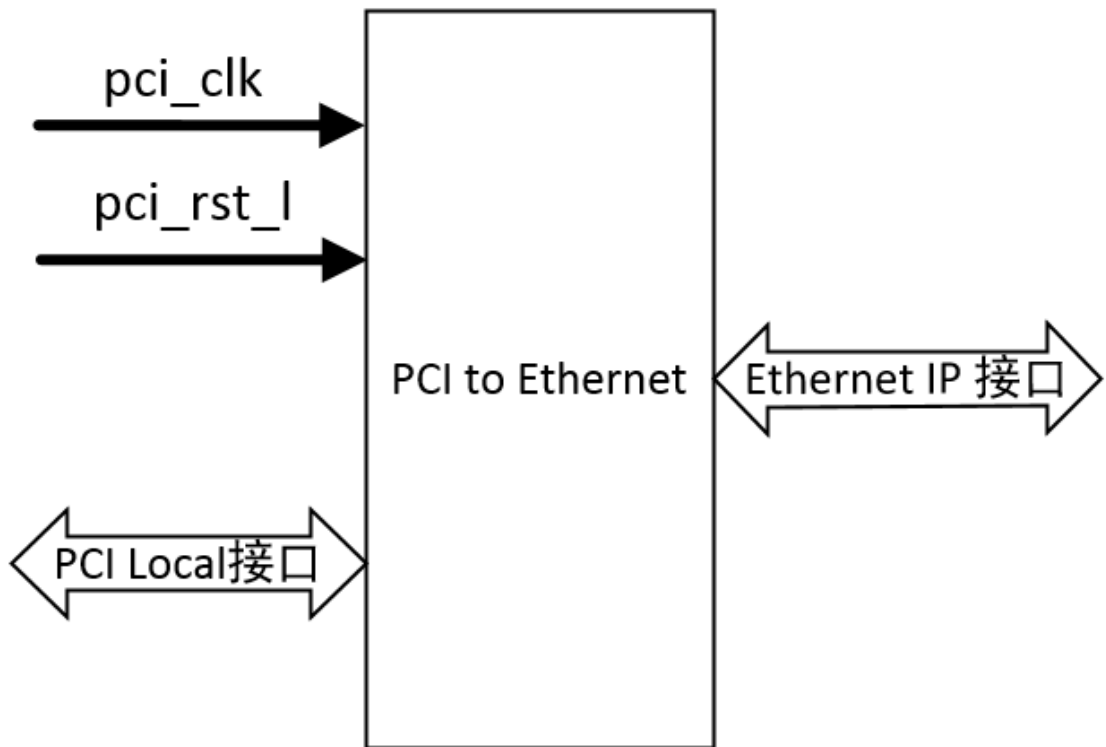 pci_clk
pci_rst_l
PCI to Ethernet
Ethernet IP 接口
PCI Local接口